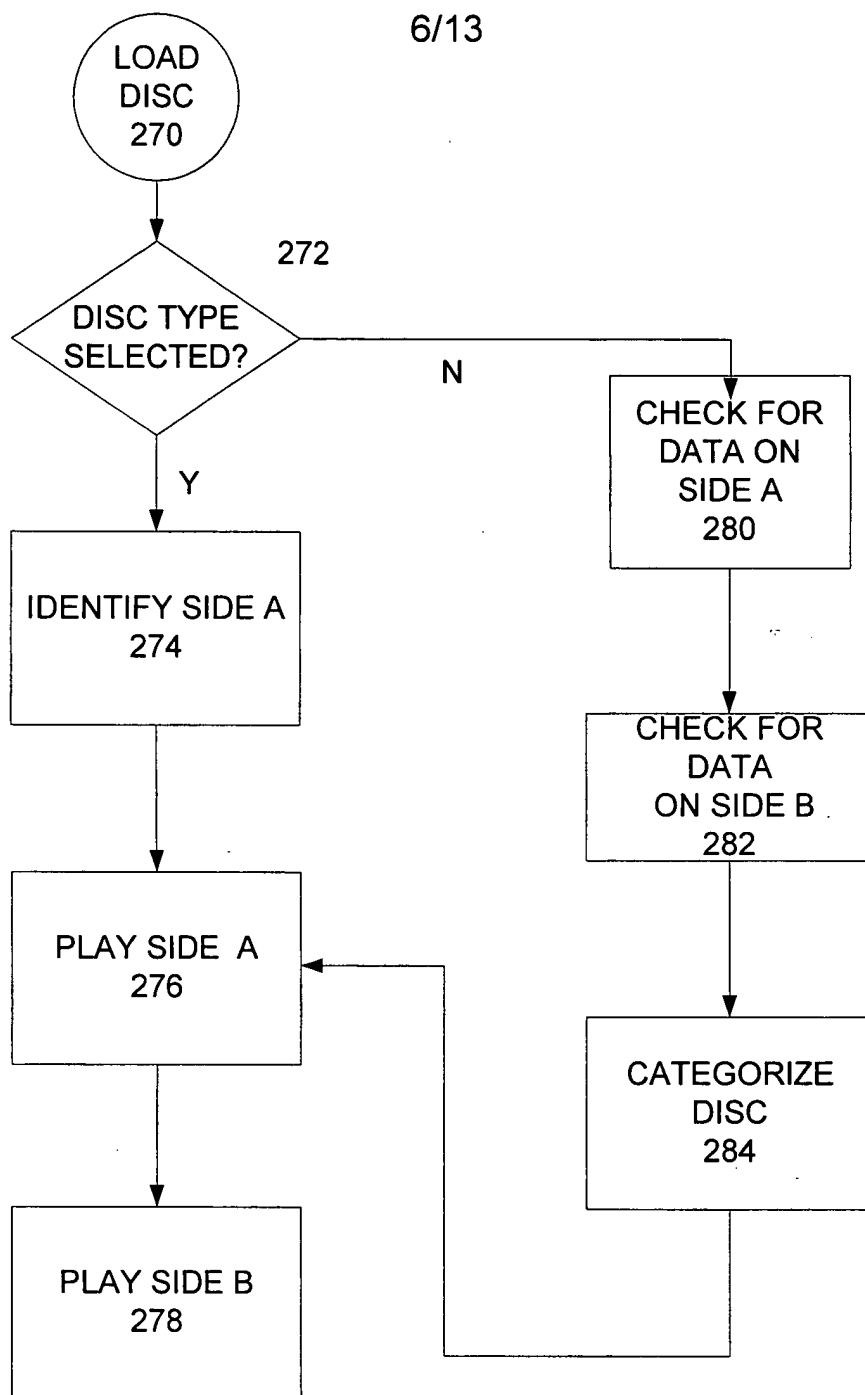 6/13
LOAD
DISC
270
272
DISC TYPE
SELECTED?
N
Y
IDENTIFY SIDE A
274
PLAY SIDE A
276
PLAY SIDE B
278
CHECK FOR
DATA ON
SIDE A
280
CHECK FOR
DATA
ON SIDE B
282
CATEGORIZE
DISC
284